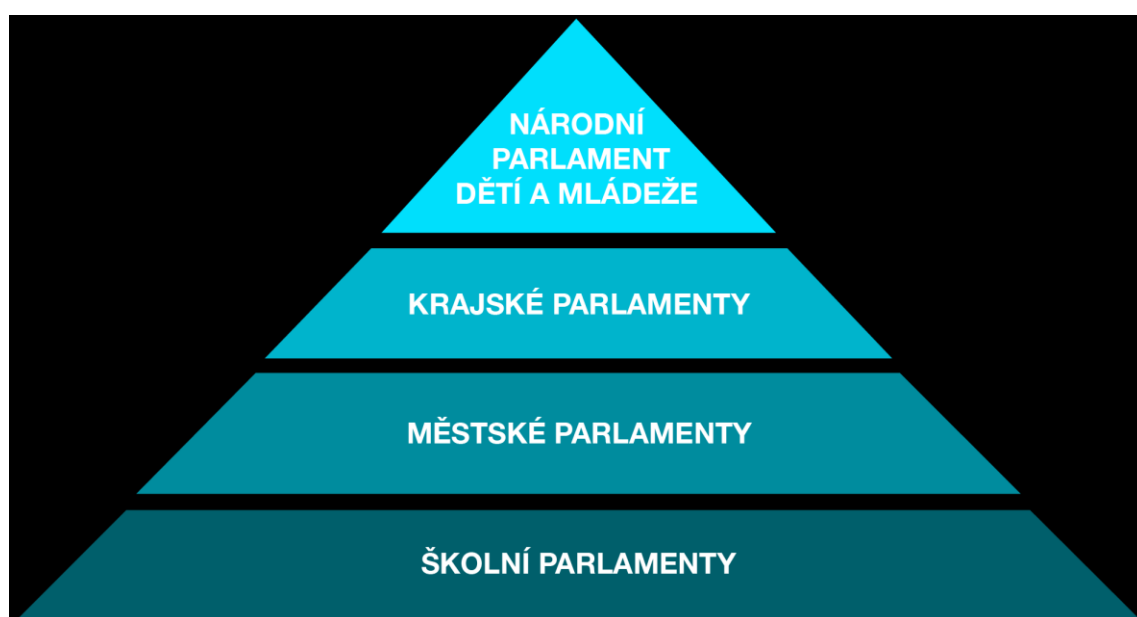 NÁRODNÍ
PARLAMENT
DĚTÍ A MLÁDEŽE
KRAJSKÉ PARLAMENTY
MĚSTSKÉ PARLAMENTY
ŠKOLNÍ PARLAMENTY